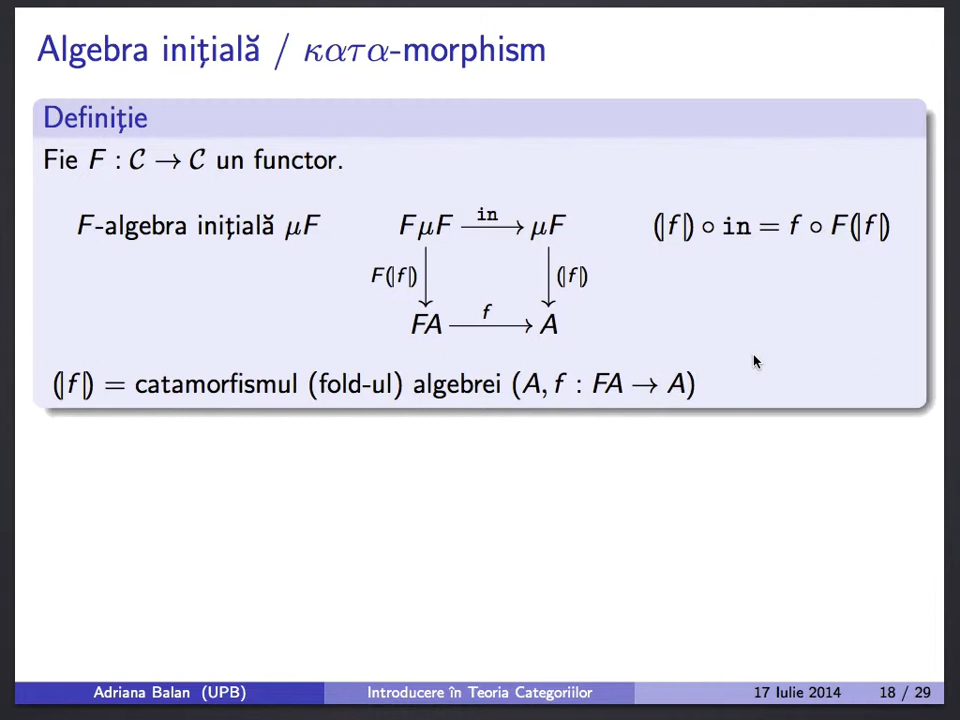 Algebra inițială / κατα-morphism
Definiție
Fie F : 𝒞 → 𝒞 un functor.
F-algebra inițială μF
FμF in μF
(|f|) ∘ in = f ∘ F(|f|)
F(|f|) (|f|)
f
FA → A
(|f|) = catamorfismul (fold-ul) algebrei (A, f : FA → A)
Adriana Balan (UPB) Introducere în Teoria Categoriilor 17 Iulie 2014 18 / 29